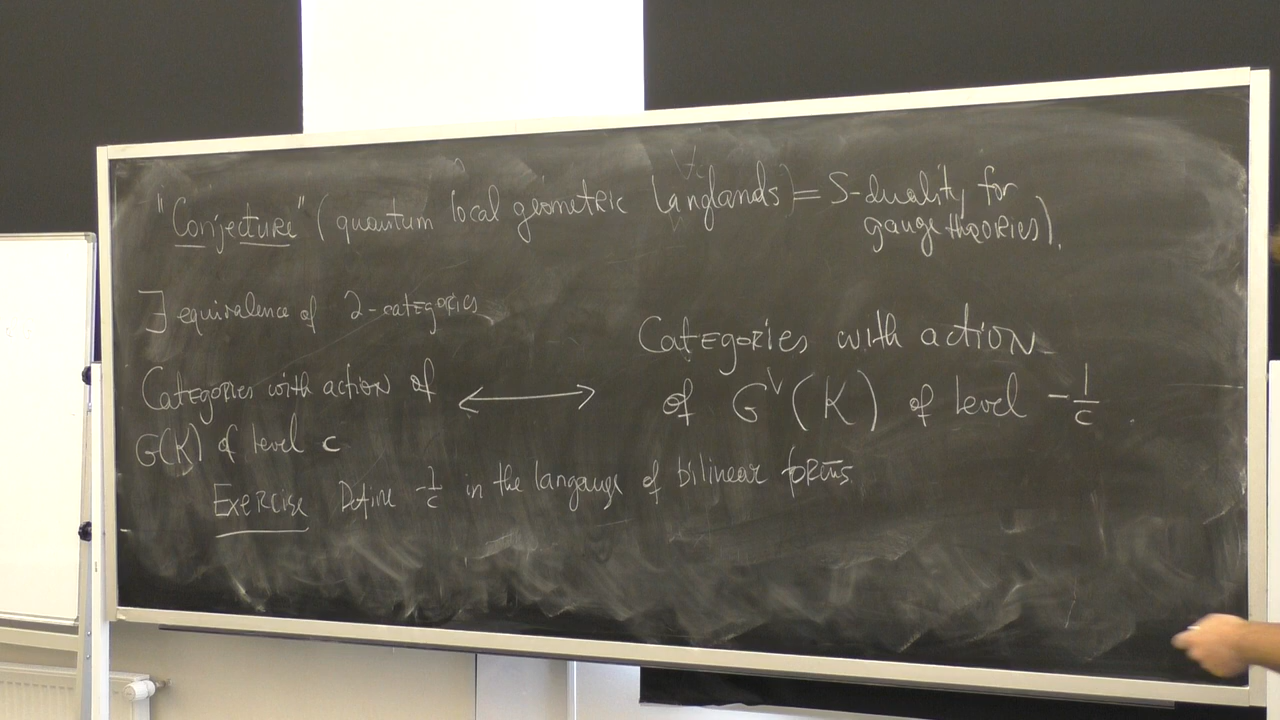 "Conjecture" (quantum local geometric Langlands) = S-duality for
gauge theories).
∃ equivalence of 2-categories
Categories with action of
G(K) of level c
⟷
Categories with action
of G^∨(K) of level -1/c.
Exercise Define -1/c in the langauge of bilinear forms.